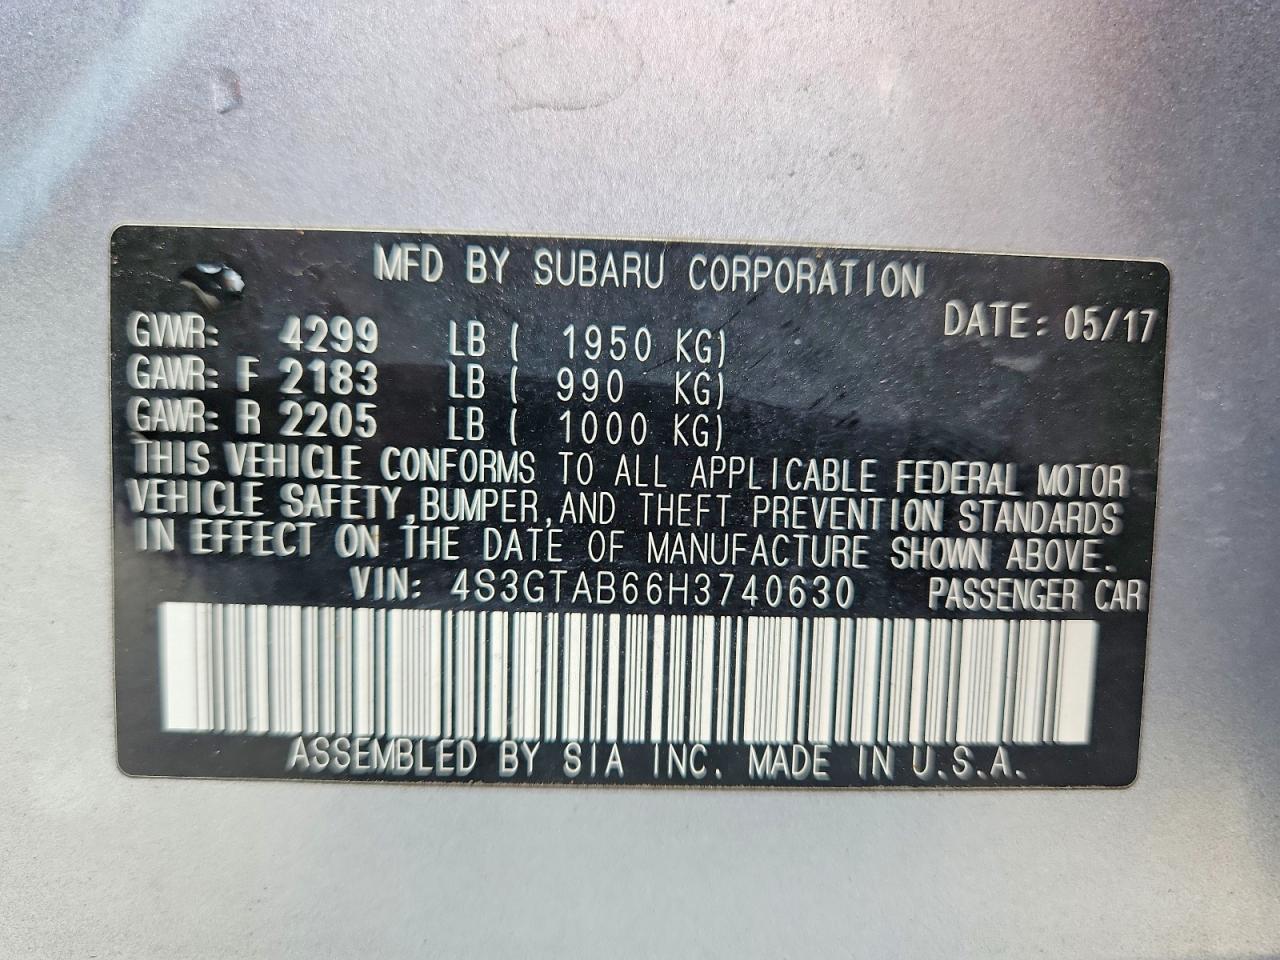 MFD BY SUBARU CORPORATION
DATE: 05/17
GVWR: 4299 LB ( 1950 KG)
GAWR: F 2183 LB ( 990 KG)
GAWR: R 2205 LB ( 1000 KG)
THIS VEHICLE CONFORMS TO ALL APPLICABLE FEDERAL MOTOR
VEHICLE SAFETY, BUMPER, AND THEFT PREVENTION STANDARDS
IN EFFECT ON THE DATE OF MANUFACTURE SHOWN ABOVE.
VIN: 4S3GTAB66H3740630 PASSENGER CAR
ASSEMBLED BY SIA INC. MADE IN U.S.A.